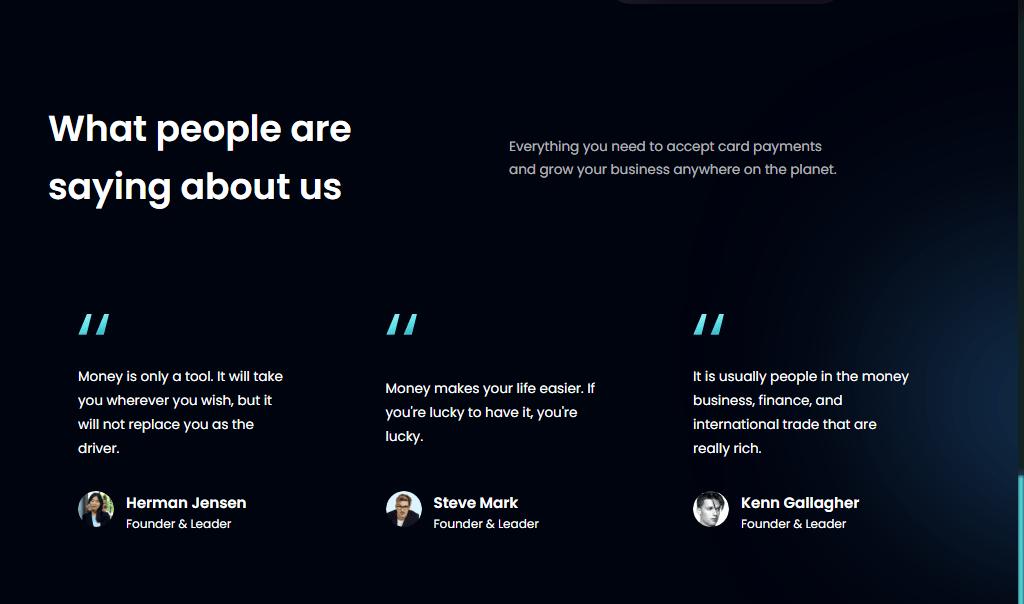 What people are
saying about us
Everything you need to accept card payments
and grow your business anywhere on the planet.
Money is only a tool. It will take
you wherever you wish, but it
will not replace you as the
driver.
Herman Jensen
Founder & Leader
Money makes your life easier. If
you're lucky to have it, you're
lucky.
Steve Mark
Founder & Leader
It is usually people in the money
business, finance, and
international trade that are
really rich.
Kenn Gallagher
Founder & Leader